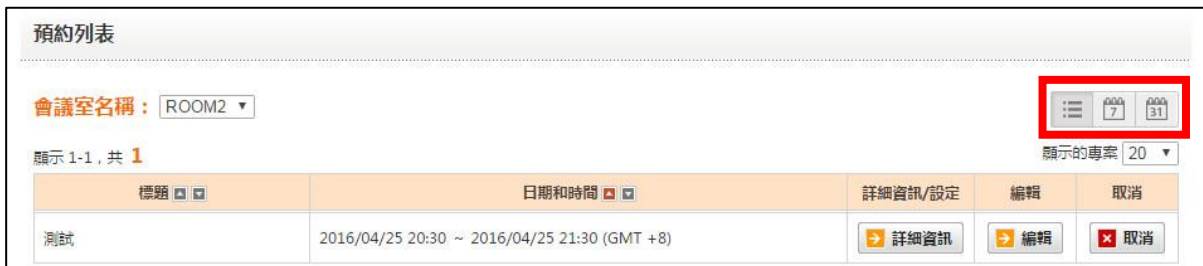 預約列表
會議室名稱： ROOM2
7 31
顯示 1-1 , 共 1
顯示的專案 20
標題 日期和時間 詳細資訊/設定 編輯 取消
測試 2016/04/25 20:30 ~ 2016/04/25 21:30 (GMT +8) 詳細資訊 編輯 取消